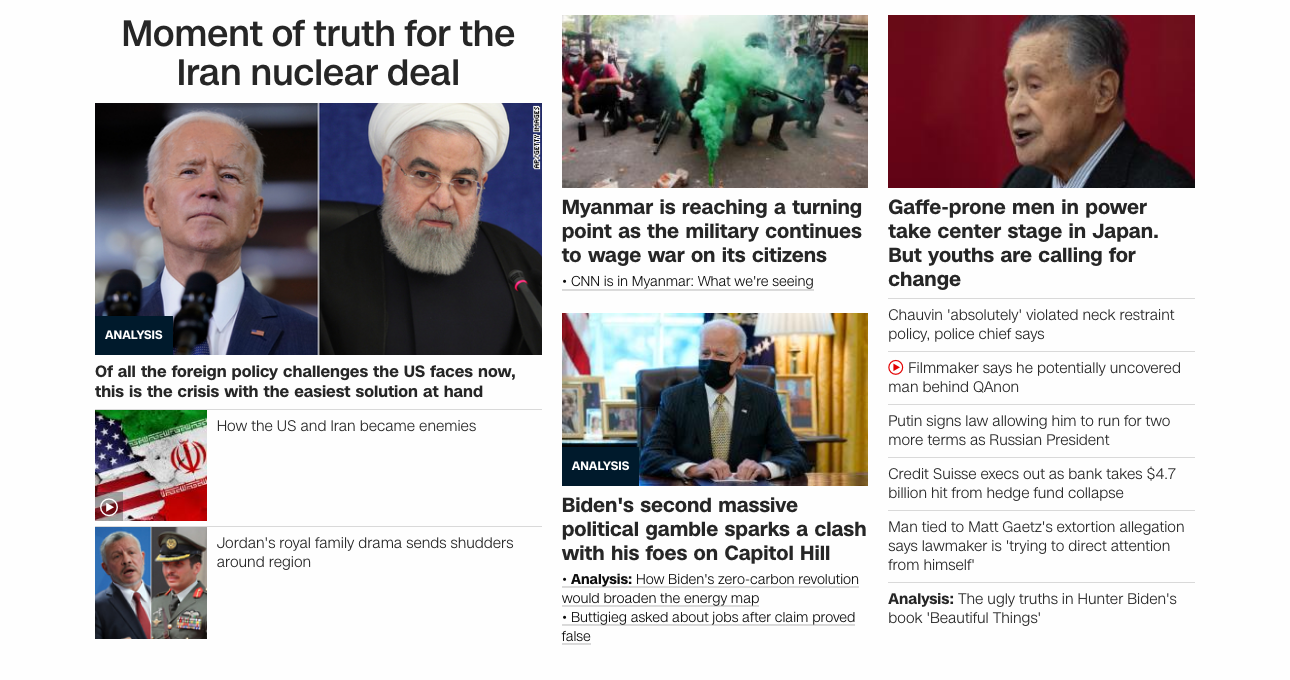 Moment of truth for the
Iran nuclear deal
AP/GETTY IMAGES
ANALYSIS
Of all the foreign policy challenges the US faces now,
this is the crisis with the easiest solution at hand
How the US and Iran became enemies
Jordan's royal family drama sends shudders
around region
Myanmar is reaching a turning
point as the military continues
to wage war on its citizens
• CNN is in Myanmar: What we're seeing
ANALYSIS
Biden's second massive
political gamble sparks a clash
with his foes on Capitol Hill
• Analysis: How Biden's zero-carbon revolution
would broaden the energy map
• Buttigieg asked about jobs after claim proved
false
Gaffe-prone men in power
take center stage in Japan.
But youths are calling for
change
Chauvin 'absolutely' violated neck restraint
policy, police chief says
Filmmaker says he potentially uncovered
man behind QAnon
Putin signs law allowing him to run for two
more terms as Russian President
Credit Suisse execs out as bank takes $4.7
billion hit from hedge fund collapse
Man tied to Matt Gaetz's extortion allegation
says lawmaker is 'trying to direct attention
from himself'
Analysis: The ugly truths in Hunter Biden's
book 'Beautiful Things'